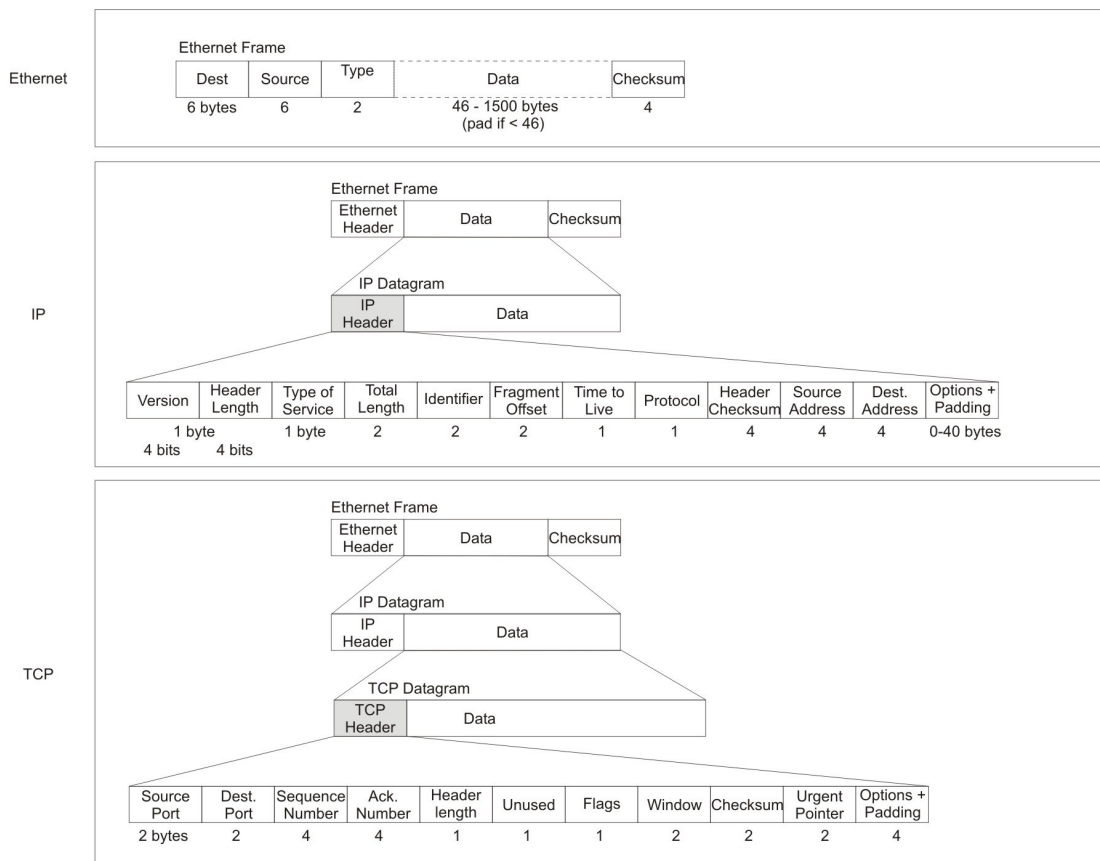 Ethernet
Ethernet Frame
Dest Source Type Data Checksum
6 bytes 6 2 46 - 1500 bytes 4
(pad if < 46)
IP
Ethernet Frame
Ethernet
Header Data Checksum
IP Datagram
IP
Header Data
Version Header
Length Type of
Service Total
Length Identifier Fragment
Offset Time to
Live Protocol Header
Checksum Source
Address Dest.
Address Options +
Padding
1 byte 1 byte 2 2 2 1 1 4 4 4 0-40 bytes
4 bits 4 bits
TCP
Ethernet Frame
Ethernet
Header Data Checksum
IP Datagram
IP
Header Data
TCP Datagram
TCP
Header Data
Source
Port Dest.
Port Sequence
Number Ack.
Number Header
length Unused Flags Window Checksum Urgent
Pointer Options +
Padding
2 bytes 2 4 4 1 1 1 2 2 2 4